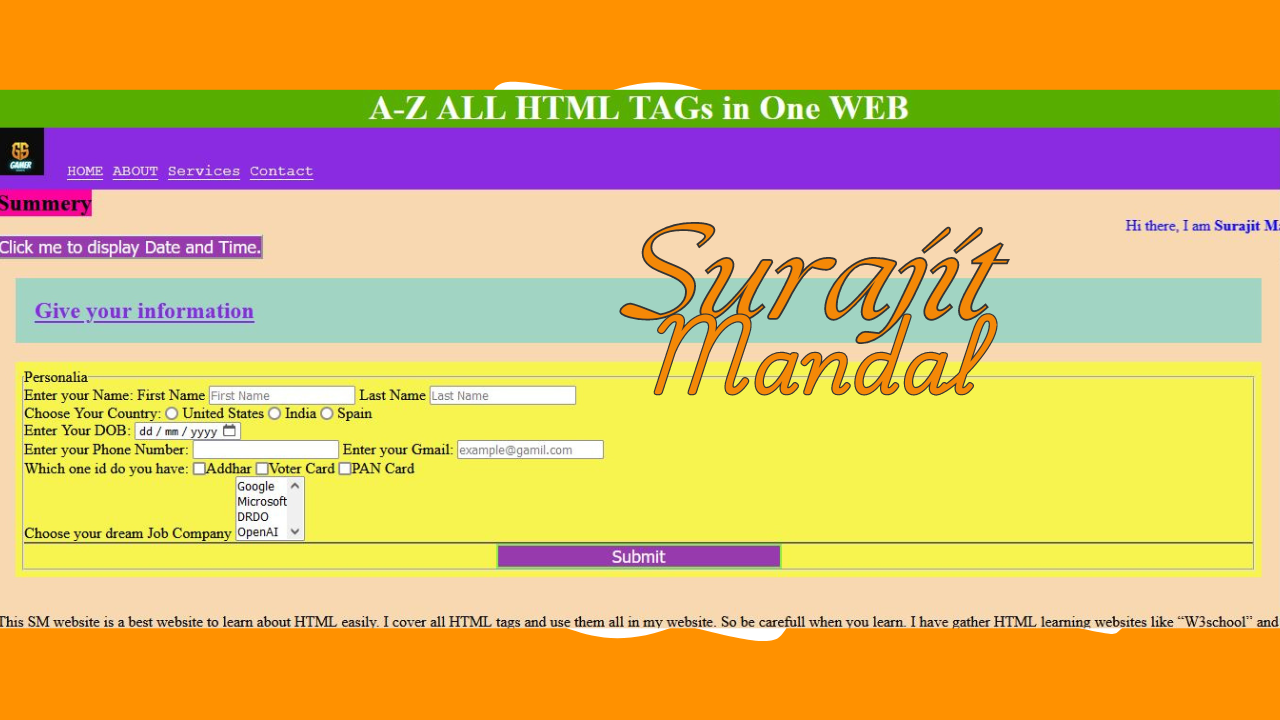 A-Z ALL HTML TAGs in One WEB
GAMER
HOME ABOUT Services Contact
Summery
Hi there, I am Surajit Ma
Click me to display Date and Time.
Surajit
Mandal
Give your information
Personalia
Enter your Name: First Name First Name Last Name Last Name
Choose Your Country: United States India Spain
Enter Your DOB: dd / mm / yyyy
Enter your Phone Number: Enter your Gmail: example@gamil.com
Which one id do you have: Addhar Voter Card PAN Card
Google
Microsoft
DRDO
Choose your dream Job Company OpenAI
Submit
This SM website is a best website to learn about HTML easily. I cover all HTML tags and use them all in my website. So be carefull when you learn. I have gather HTML learning websites like “W3school” and